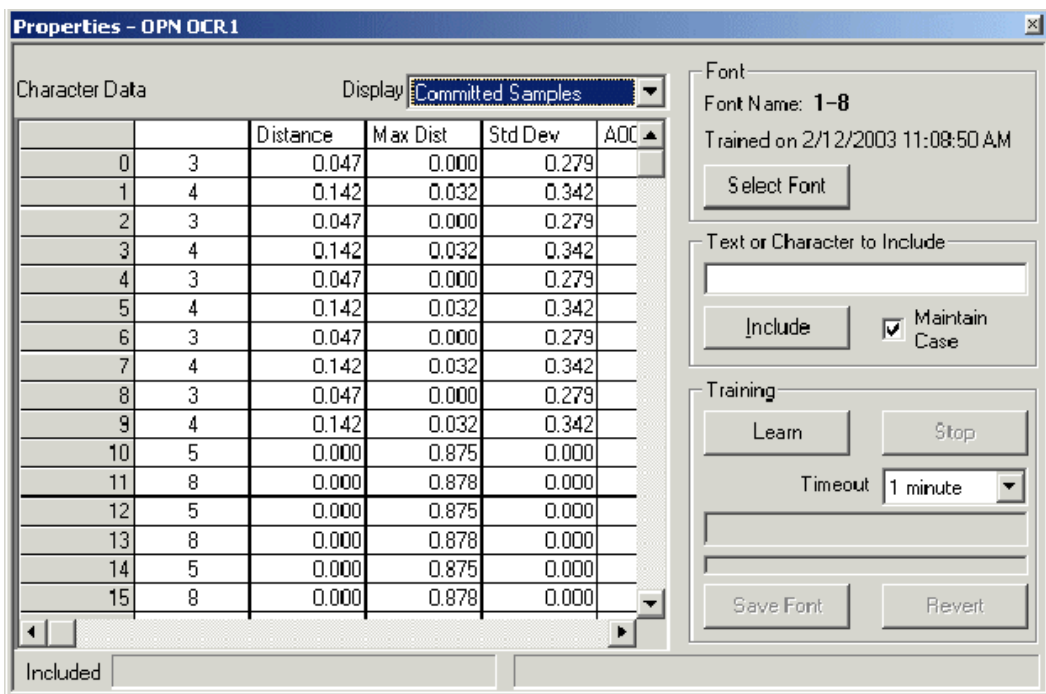 Properties - OPN OCR1
Character Data Display Committed Samples
Distance Max Dist Std Dev A00
0 3 0.047 0.000 0.279
1 4 0.142 0.032 0.342
2 3 0.047 0.000 0.279
3 4 0.142 0.032 0.342
4 3 0.047 0.000 0.279
5 4 0.142 0.032 0.342
6 3 0.047 0.000 0.279
7 4 0.142 0.032 0.342
8 3 0.047 0.000 0.279
9 4 0.142 0.032 0.342
10 5 0.000 0.875 0.000
11 8 0.000 0.878 0.000
12 5 0.000 0.875 0.000
13 8 0.000 0.878 0.000
14 5 0.000 0.875 0.000
15 8 0.000 0.878 0.000
Included
Font
Font Name: 1-8
Trained on 2/12/2003 11:08:50 AM
Select Font
Text or Character to Include
Include
Maintain
Case
Training
Learn Stop
Timeout 1 minute
Save Font Revert